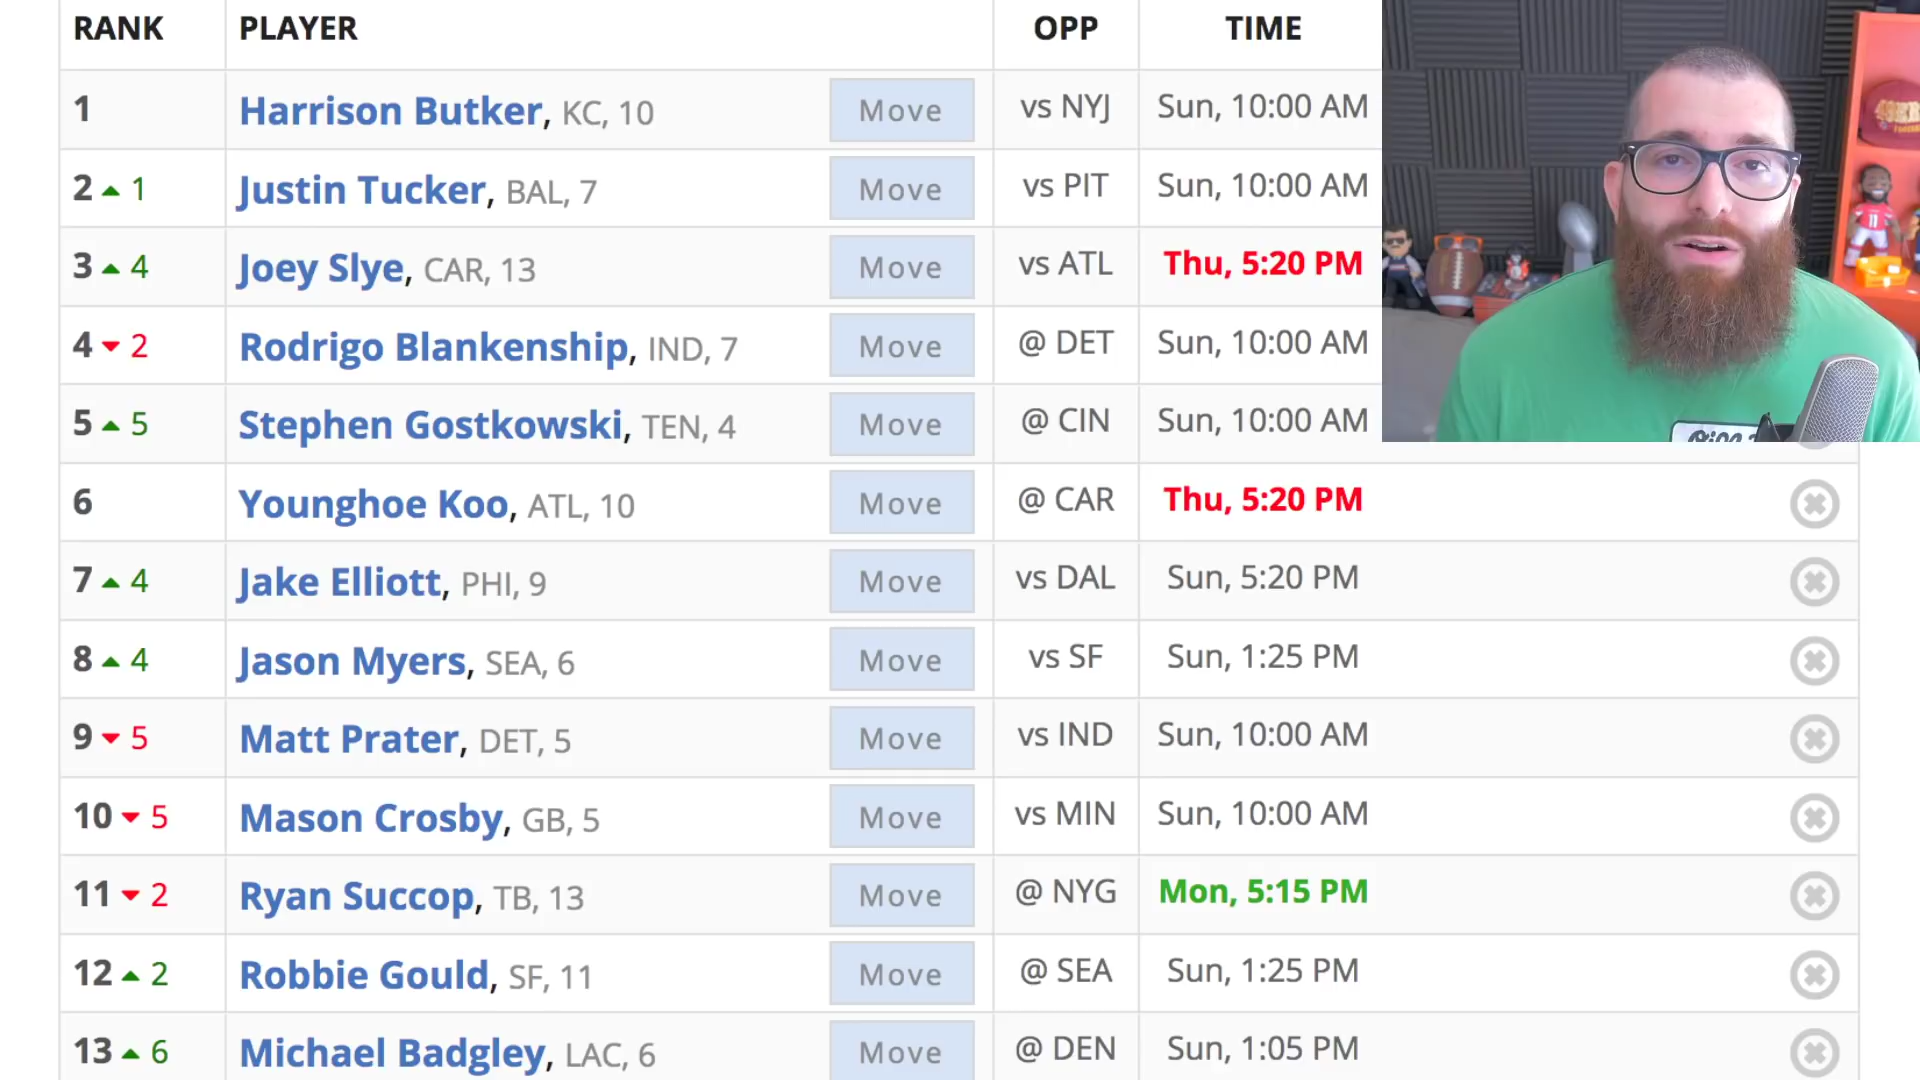 RANK PLAYER OPP TIME
1 Harrison Butker, KC, 10 Move vs NYJ Sun, 10:00 AM
2 ▲ 1 Justin Tucker, BAL, 7 Move vs PIT Sun, 10:00 AM
3 ▲ 4 Joey Slye, CAR, 13 Move vs ATL Thu, 5:20 PM
4 ▼ 2 Rodrigo Blankenship, IND, 7 Move @ DET Sun, 10:00 AM
5 ▲ 5 Stephen Gostkowski, TEN, 4 Move @ CIN Sun, 10:00 AM
6 Younghoe Koo, ATL, 10 Move @ CAR Thu, 5:20 PM
7 ▲ 4 Jake Elliott, PHI, 9 Move vs DAL Sun, 5:20 PM
8 ▲ 4 Jason Myers, SEA, 6 Move vs SF Sun, 1:25 PM
9 ▼ 5 Matt Prater, DET, 5 Move vs IND Sun, 10:00 AM
10 ▼ 5 Mason Crosby, GB, 5 Move vs MIN Sun, 10:00 AM
11 ▼ 2 Ryan Succop, TB, 13 Move @ NYG Mon, 5:15 PM
12 ▲ 2 Robbie Gould, SF, 11 Move @ SEA Sun, 1:25 PM
13 ▲ 6 Michael Badgley, LAC, 6 Move @ DEN Sun, 1:05 PM
49ERS
11